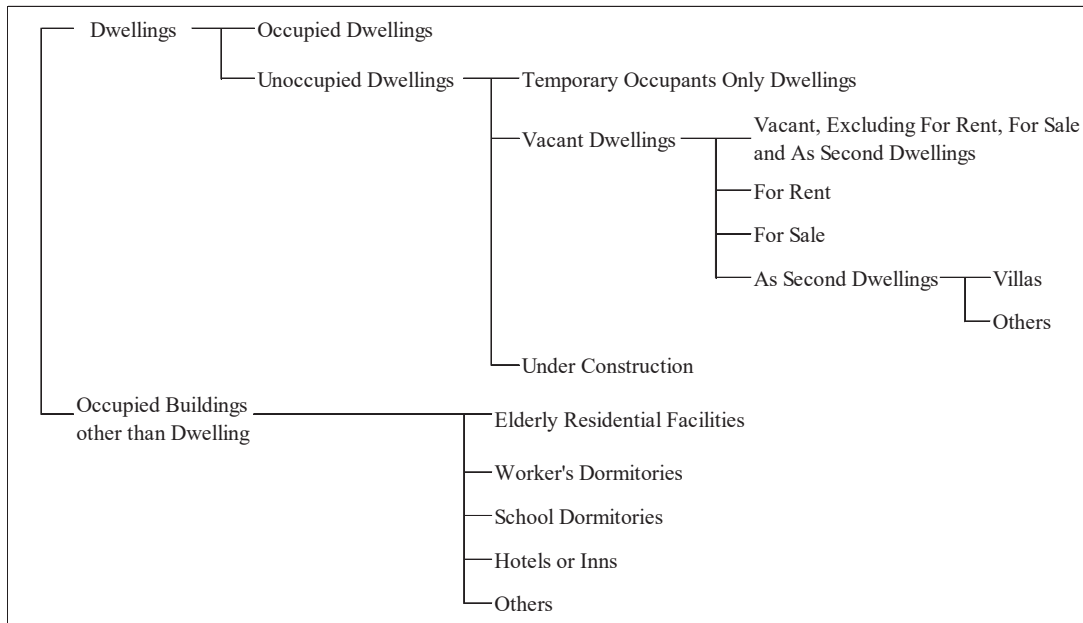 Dwellings
Occupied Dwellings
Unoccupied Dwellings
Temporary Occupants Only Dwellings
Vacant Dwellings
Vacant, Excluding For Rent, For Sale
and As Second Dwellings
For Rent
For Sale
As Second Dwellings
Villas
Others
Under Construction
Occupied Buildings
other than Dwelling
Elderly Residential Facilities
Worker's Dormitories
School Dormitories
Hotels or Inns
Others